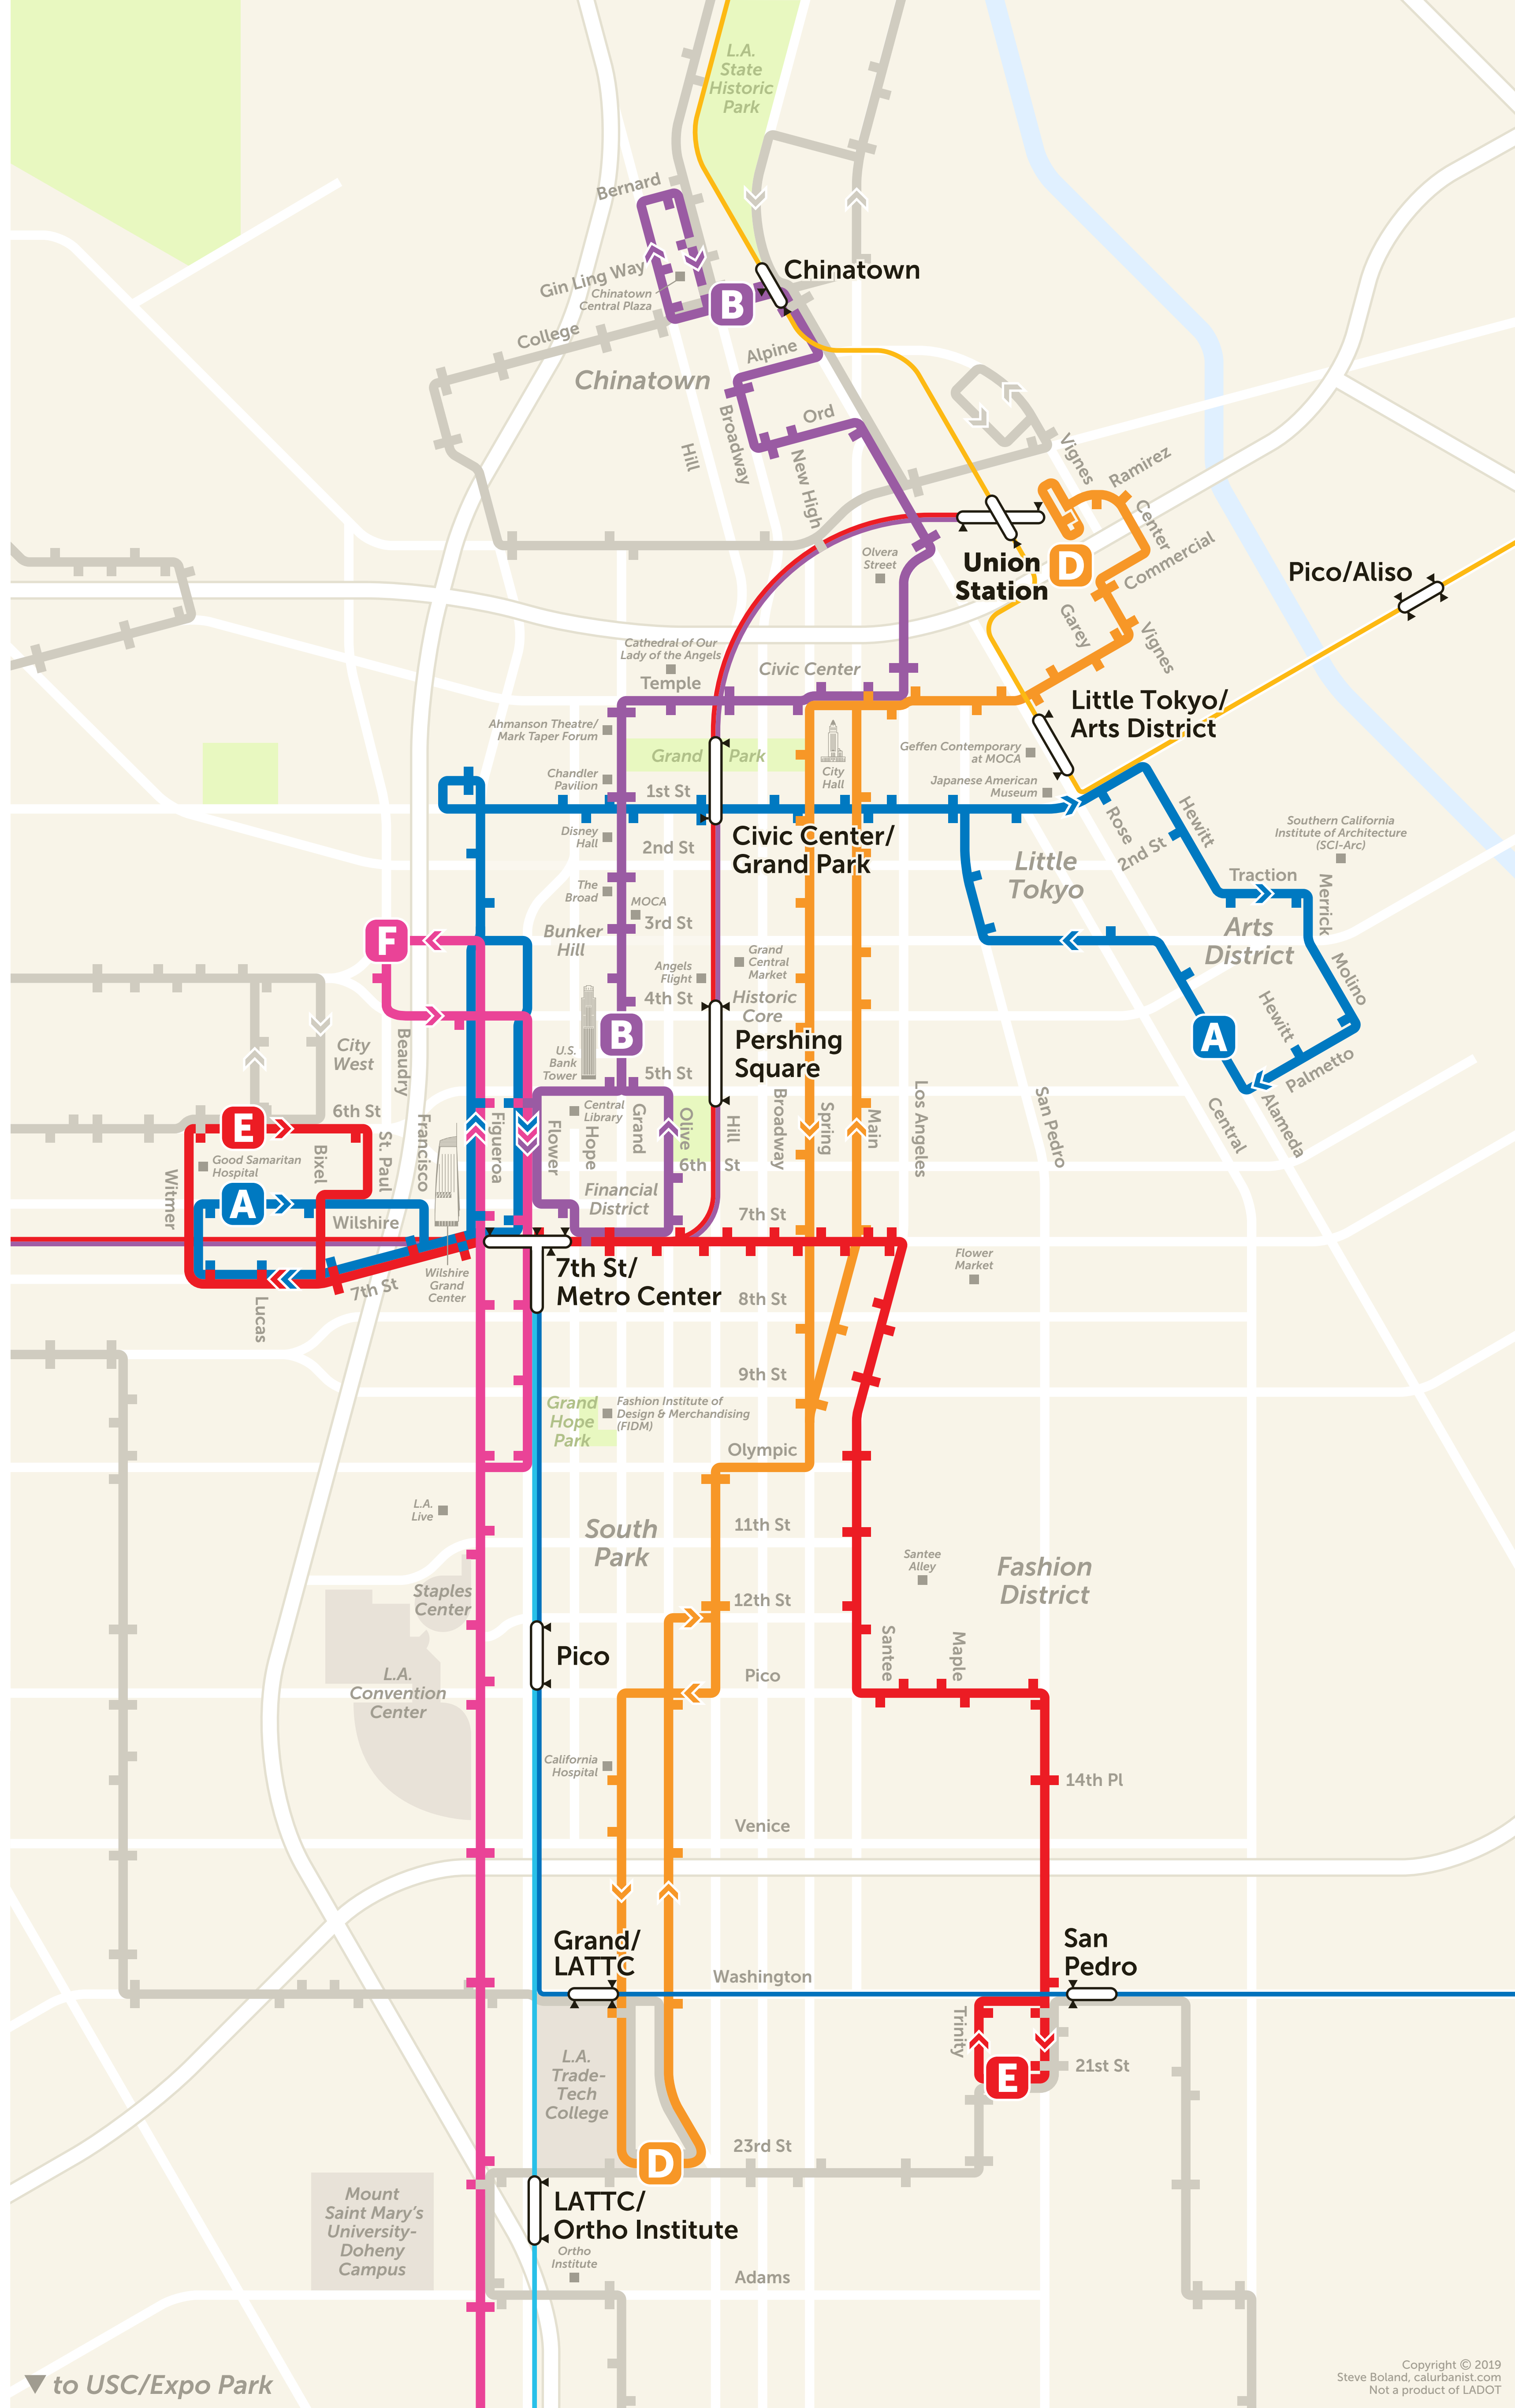 L.A.
State
Historic
Park
Bernard
Gin Ling Way
Chinatown
Central Plaza
B
Chinatown
College
Chinatown
Alpine
Broadway
Ord
Hill
New High
Vignes
Ramirez
Center
Commercial
Olvera
Street
Union
Station
D
Pico/Aliso
Garey
Vignes
Cathedral of Our
Lady of the Angels
Temple
Civic Center
Little Tokyo/
Arts District
Ahmanson Theatre/
Mark Taper Forum
Grand Park
City
Hall
Geffen Contemporary
at MOCA
Chandler
Pavilion
1st St
Japanese American
Museum
Rose
Hewitt
Disney
Hall
2nd St
Civic Center/
Grand Park
Little
Tokyo
2nd St
Southern California
Institute of Architecture
(SCI-Arc)
The
Broad
MOCA
3rd St
Traction
Merrick
F
Bunker
Hill
Arts
District
Angels
Flight
Grand
Central
Market
Molino
4th St
Historic
Core
Hewitt
City
West
Beaudry
U.S.
Bank
Tower
B
Pershing
Square
A
5th St
Palmetto
6th St
E
Good Samaritan
Hospital
Bixel
St. Paul
Francisco
Figueroa
Flower
Central
Library
Hope
Grand
Olive
Hill
Broadway
Spring
Main
Los Angeles
San Pedro
Central
Alameda
6th St
Witmer
A
Wilshire
Financial
District
7th St
Lucas
7th St
Wilshire
Grand
Center
7th St/
Metro Center
Flower
Market
8th St
9th St
Grand
Hope
Park
Fashion Institute of
Design & Merchandising
(FIDM)
Olympic
L.A.
Live
South
Park
11th St
Santee
Alley
Fashion
District
Staples
Center
12th St
Pico
Santee
Maple
Pico
L.A.
Convention
Center
California
Hospital
14th Pl
Venice
Grand/
LATTC
Washington
San
Pedro
L.A.
Trade-
Tech
College
Trinity
E
21st St
D
23rd St
Mount
Saint Mary's
University-
Doheny
Campus
LATTC/
Ortho Institute
Ortho
Institute
Adams
to USC/Expo Park
Copyright © 2019
Steve Boland, calurbanist.com
Not a product of LADOT